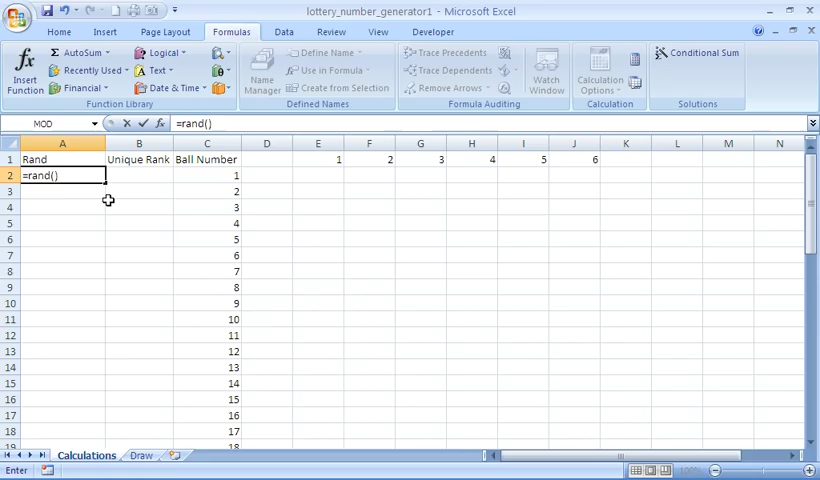 lottery_number_generator1 - Microsoft Excel
Home Insert Page Layout Formulas Data Review View Developer
fx Insert Function
Σ AutoSum
Recently Used
Financial
Logical
Text
Date & Time
Function Library
Name Manager
Define Name
Use in Formula
Create from Selection
Defined Names
Trace Precedents
Trace Dependents
Remove Arrows
Watch Window
Formula Auditing
Calculation Options
Calculation
Conditional Sum
Solutions
MOD fx =rand()
A B C D E F G H I J K L M N
1 Rand Unique Rank Ball Number 1 2 3 4 5 6
2 =rand() 1
3 2
4 3
5 4
6 5
7 6
8 7
9 8
10 9
11 10
12 11
13 12
14 13
15 14
16 15
17 16
18 17
19 18
Calculations Draw
Enter 100%